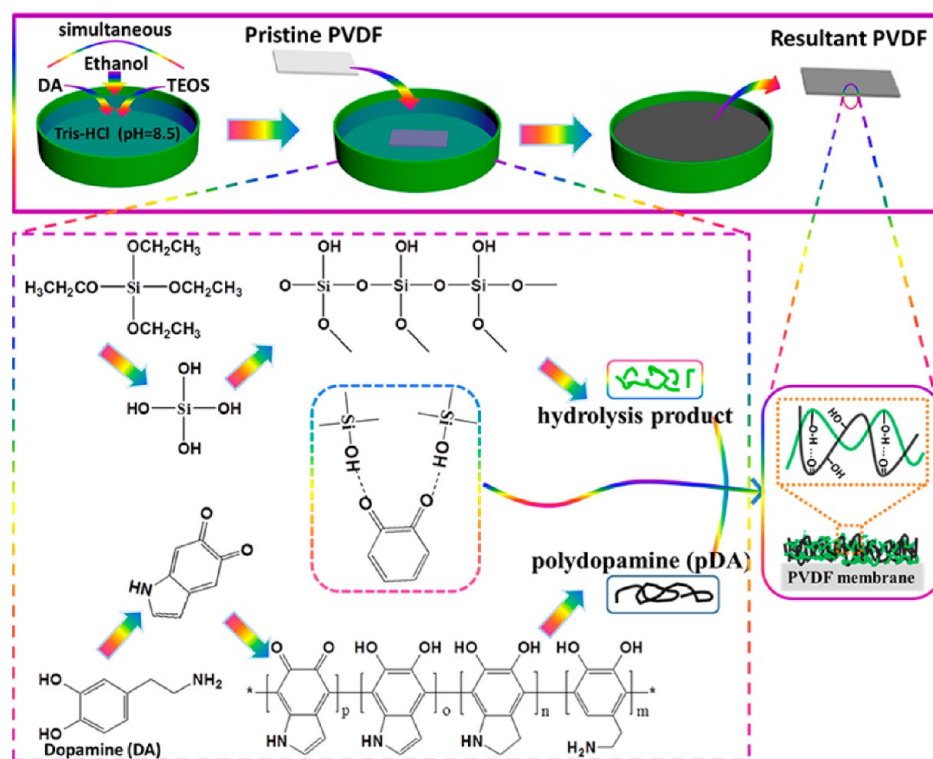 simultaneous
Ethanol
DA
TEOS
Tris-HCl (pH=8.5)
Pristine PVDF
Resultant PVDF
OCH₂CH₃
H₃CH₂CO—Si—OCH₂CH₃
OCH₂CH₃
OH OH OH
O—Si—O—Si—O—Si—O—
O O O
OH
HO—Si—OH
OH
Si Si
OH OH
O O
hydrolysis product
polydopamine (pDA)
O
O
HN
HO
HO
NH₂
Dopamine (DA)
O O HO OH HO OH HO OH
* p o n m *
HN HN HN H₂N
HO
O-H
O=
HO
O-H
O=
PVDF membrane